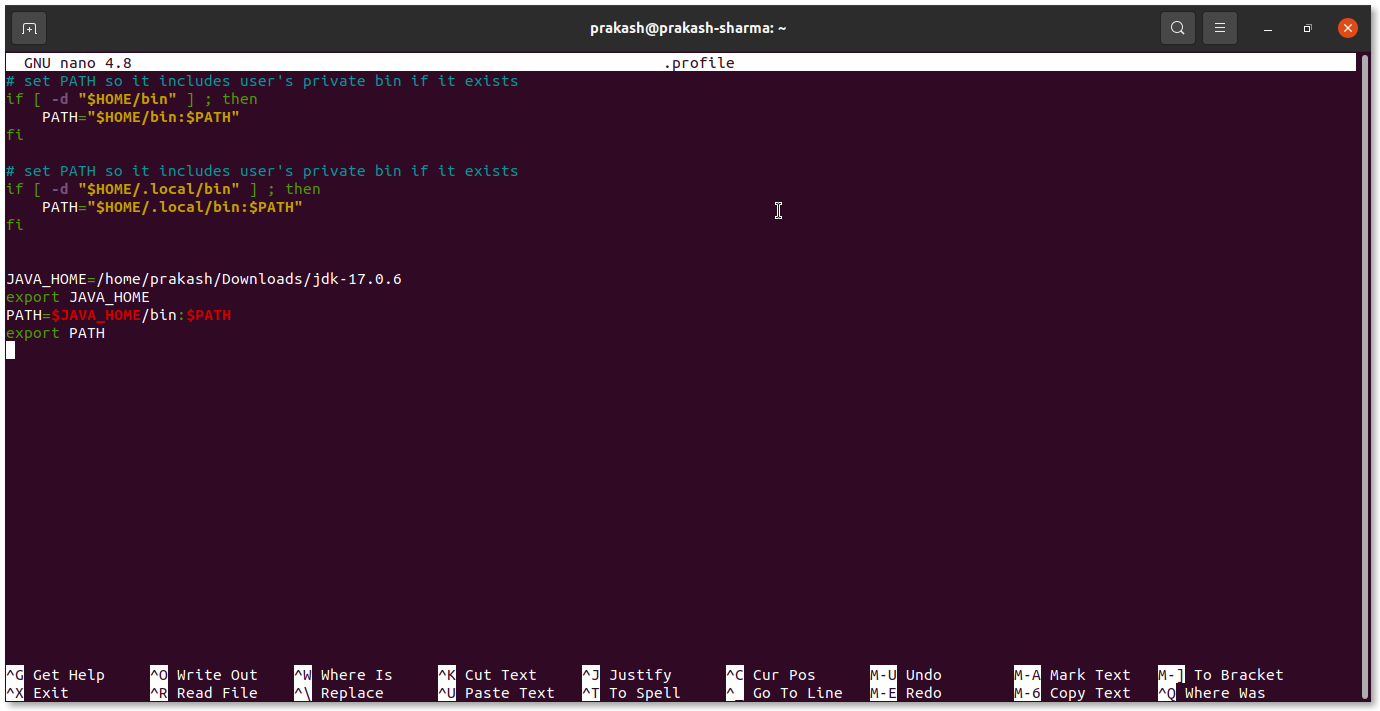 prakash@prakash-sharma: ~
GNU nano 4.8 .profile
# set PATH so it includes user's private bin if it exists
if [ -d "$HOME/bin" ] ; then
    PATH="$HOME/bin:$PATH"
fi

# set PATH so it includes user's private bin if it exists
if [ -d "$HOME/.local/bin" ] ; then
    PATH="$HOME/.local/bin:$PATH"
fi

JAVA_HOME=/home/prakash/Downloads/jdk-17.0.6
export JAVA_HOME
PATH=$JAVA_HOME/bin:$PATH
export PATH
^G Get Help ^O Write Out ^W Where Is ^K Cut Text ^J Justify ^C Cur Pos M-U Undo M-A Mark Text M-] To Bracket
^X Exit ^R Read File ^\ Replace ^U Paste Text ^T To Spell ^_ Go To Line M-E Redo M-6 Copy Text ^Q Where Was